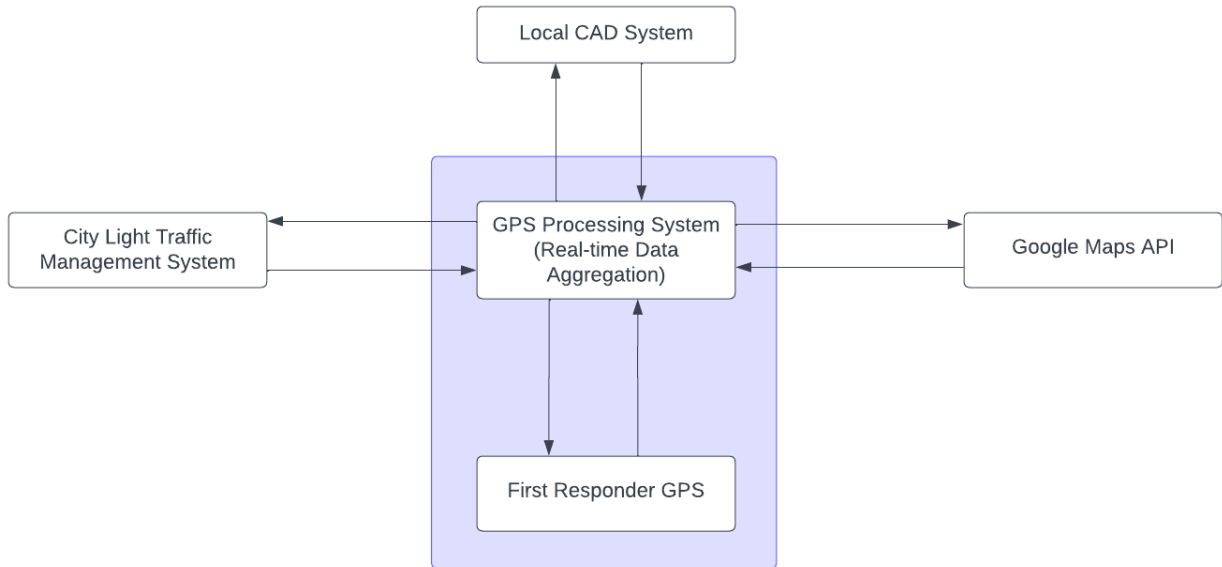 Local CAD System
GPS Processing System
(Real-time Data
Aggregation)
City Light Traffic
Management System
Google Maps API
First Responder GPS